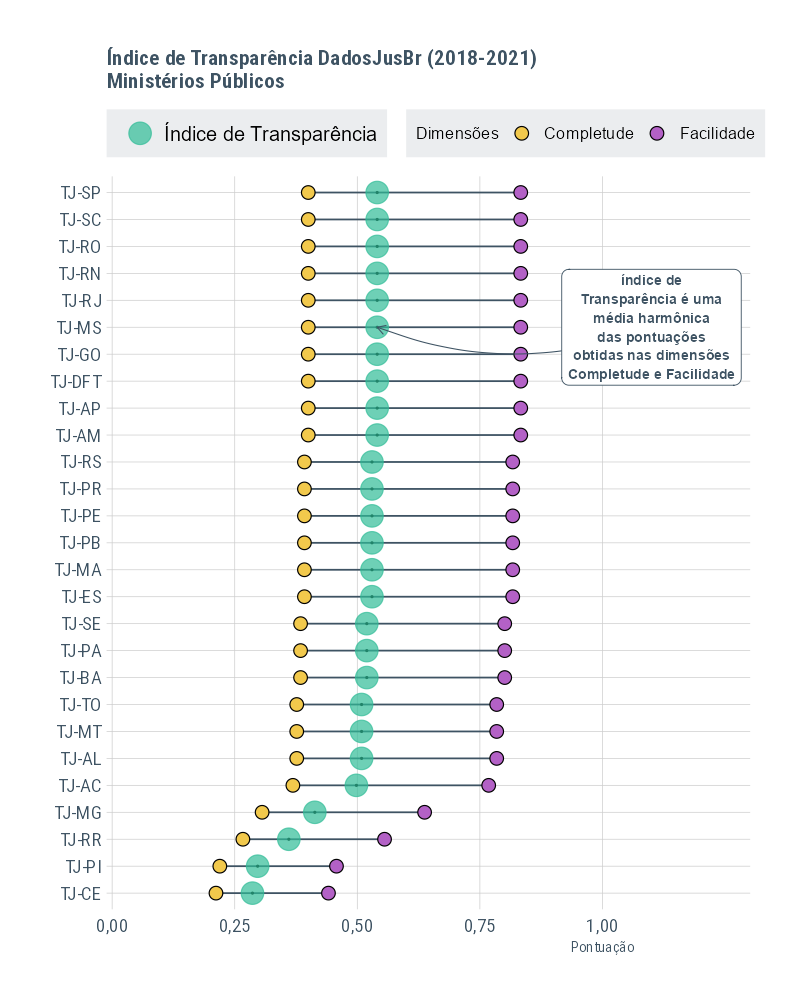 Índice de Transparência DadosJusBr (2018-2021)
Ministérios Públicos
Índice de Transparência
Dimensões Completude Facilidade
TJ-SP
TJ-SC
TJ-RO
TJ-RN
TJ-RJ
TJ-MS
TJ-GO
TJ-DFT
TJ-AP
TJ-AM
TJ-RS
TJ-PR
TJ-PE
TJ-PB
TJ-MA
TJ-ES
TJ-SE
TJ-PA
TJ-BA
TJ-TO
TJ-MT
TJ-AL
TJ-AC
TJ-MG
TJ-RR
TJ-PI
TJ-CE
índice de
Transparência é uma
média harmônica
das pontuações
obtidas nas dimensões
Completude e Facilidade
0,00 0,25 0,50 0,75 1,00
Pontuação